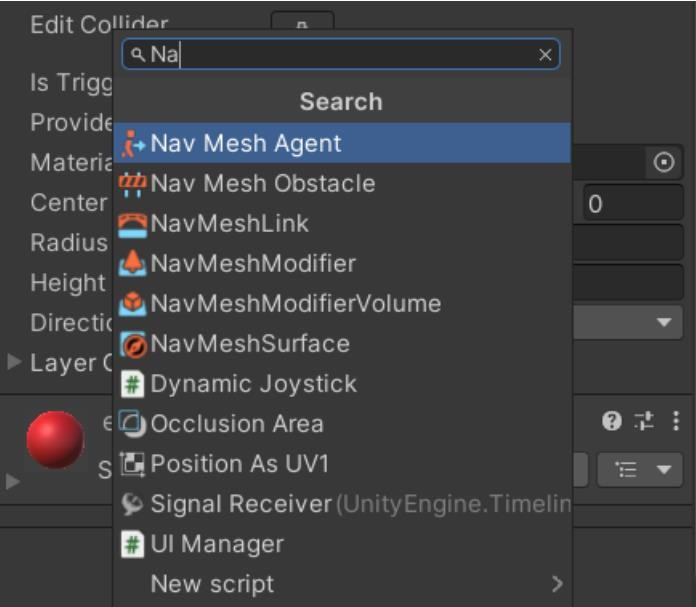 Edit Collider
Na
Is Trigg
Search
Provide
Nav Mesh Agent
Materia
Nav Mesh Obstacle
Center
NavMeshLink
0
Radius
NavMeshModifier
Height
NavMeshModifierVolume
Directio
NavMeshSurface
Layer O
Dynamic Joystick
Occlusion Area
Position As UV1
S
Signal Receiver (UnityEngine.Timelin
UI Manager
New script